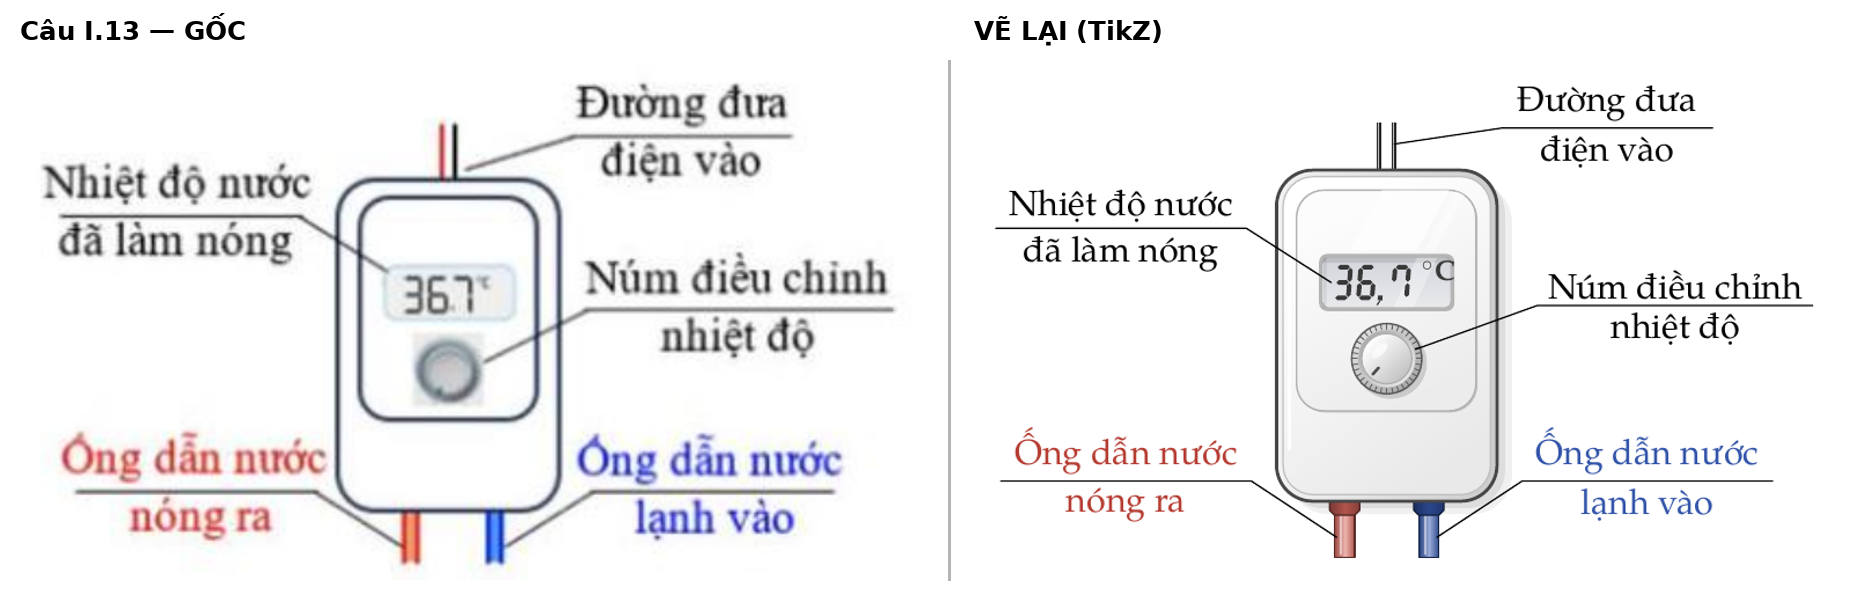 Câu I.13 — GỐC
Đường đưa
điện vào
Nhiệt độ nước
đã làm nóng
36.7 °C
Núm điều chỉnh
nhiệt độ
Ống dẫn nước
nóng ra
Ống dẫn nước
lạnh vào
VẼ LẠI (TikZ)
Đường đưa
điện vào
Nhiệt độ nước
đã làm nóng
36,7 °C
Núm điều chỉnh
nhiệt độ
Ống dẫn nước
nóng ra
Ống dẫn nước
lạnh vào